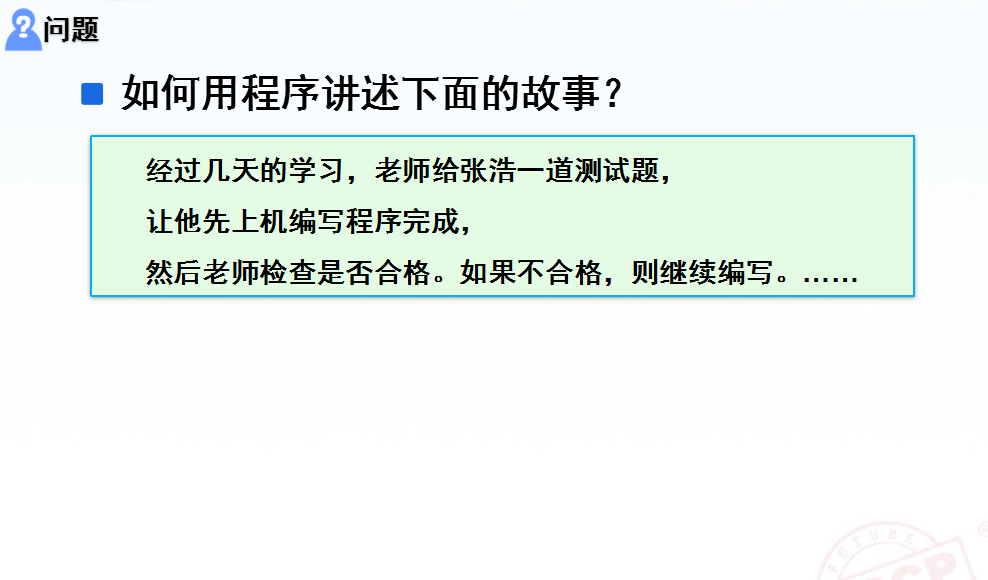 问题
如何用程序讲述下面的故事？
经过几天的学习，老师给张浩一道测试题，
让他先上机编写程序完成，
然后老师检查是否合格。如果不合格，则继续编写。……
FUTURE
®